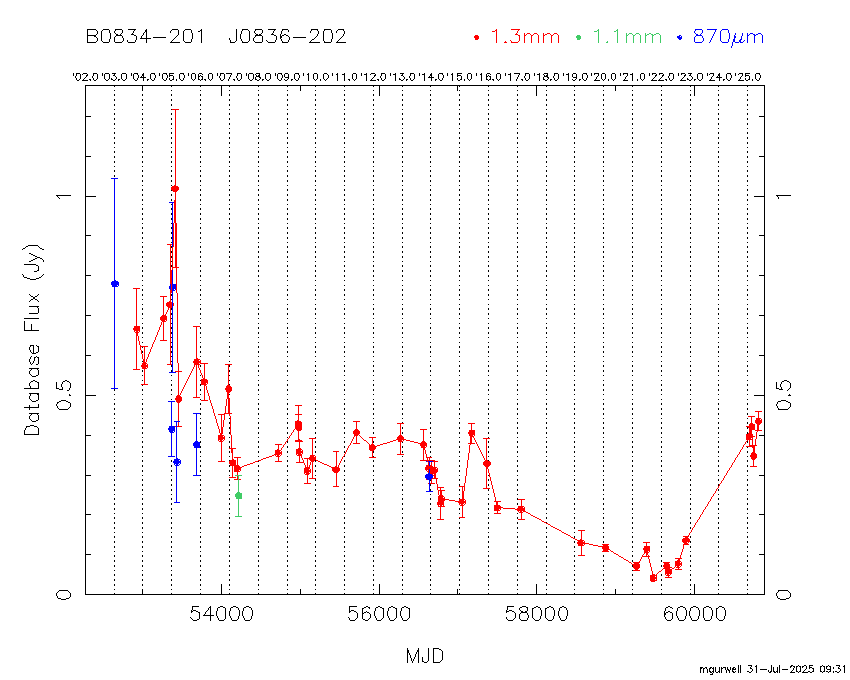 B0834-201 J0836-202 1.3mm 1.1mm 870μm
'02.0 '03.0 '04.0 '05.0 '06.0 '07.0 '08.0 '09.0 '10.0 '11.0 '12.0 '13.0 '14.0 '15.0 '16.0 '17.0 '18.0 '19.0 '20.0 '21.0 '22.0 '23.0 '24.0 '25.0
1 1
Database Flux (Jy)
0.5 0.5
0 0
54000 56000 58000 60000
MJD
mgurwell 31-Jul-2025 09:31